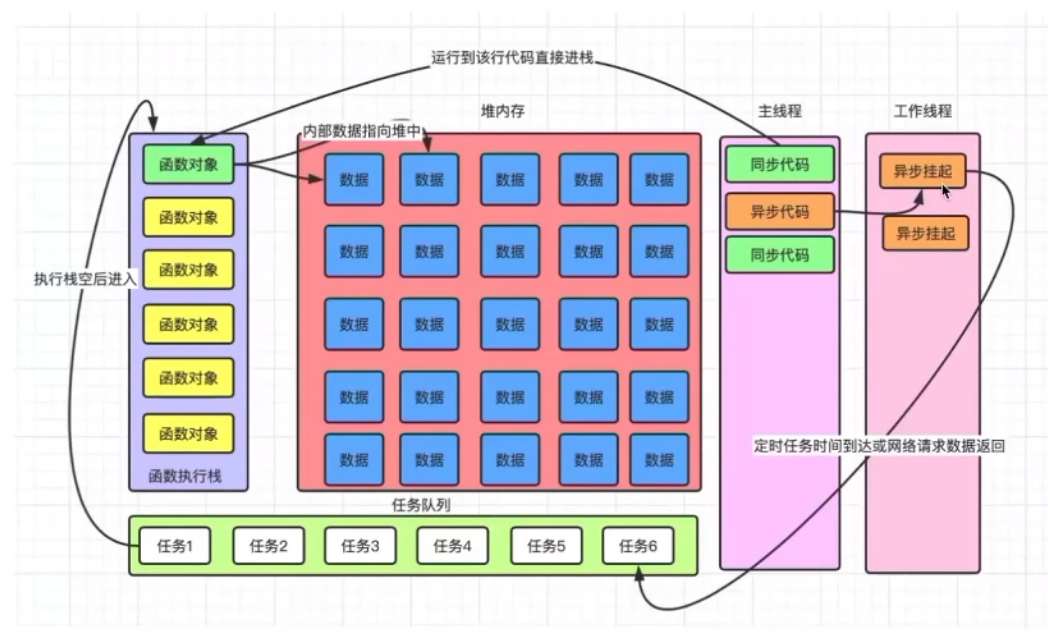 运行到该行代码直接进栈
堆内存
主线程
工作线程
内部数据指向堆中
函数对象
函数对象
函数对象
函数对象
函数对象
函数对象
函数执行栈
执行栈空后进入
数据 数据 数据 数据 数据
数据 数据 数据 数据 数据
数据 数据 数据 数据 数据
数据 数据 数据 数据 数据
数据 数据 数据 数据 数据
同步代码
异步代码
同步代码
异步挂起
异步挂起
定时任务时间到达或网络请求数据返回
任务队列
任务1 任务2 任务3 任务4 任务5 任务6